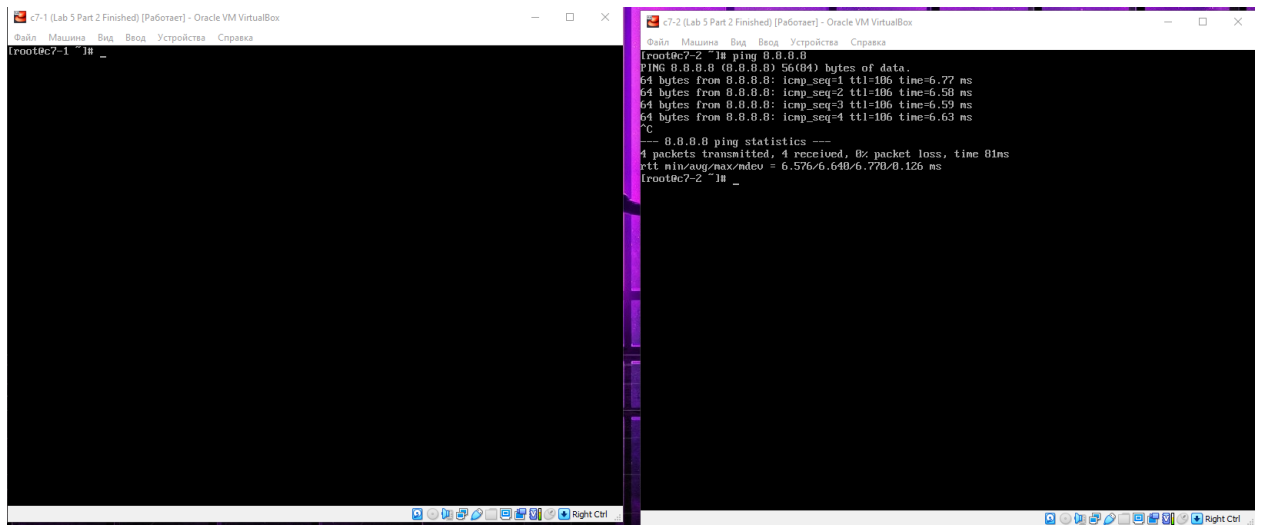 c7-1 (Lab 5 Part 2 Finished) [Работает] - Oracle VM VirtualBox
Файл Машина Вид Ввод Устройства Справка
[root@c7-1 ~]# _
Right Ctrl
c7-2 (Lab 5 Part 2 Finished) [Работает] - Oracle VM VirtualBox
Файл Машина Вид Ввод Устройства Справка
[root@c7-2 ~]# ping 8.8.8.8
PING 8.8.8.8 (8.8.8.8) 56(84) bytes of data.
64 bytes from 8.8.8.8: icmp_seq=1 ttl=106 time=6.77 ms
64 bytes from 8.8.8.8: icmp_seq=2 ttl=106 time=6.58 ms
64 bytes from 8.8.8.8: icmp_seq=3 ttl=106 time=6.59 ms
64 bytes from 8.8.8.8: icmp_seq=4 ttl=106 time=6.63 ms
^C
--- 8.8.8.8 ping statistics ---
4 packets transmitted, 4 received, 0% packet loss, time 81ms
rtt min/avg/max/mdev = 6.576/6.640/6.770/0.126 ms
[root@c7-2 ~]# _
Right Ctrl